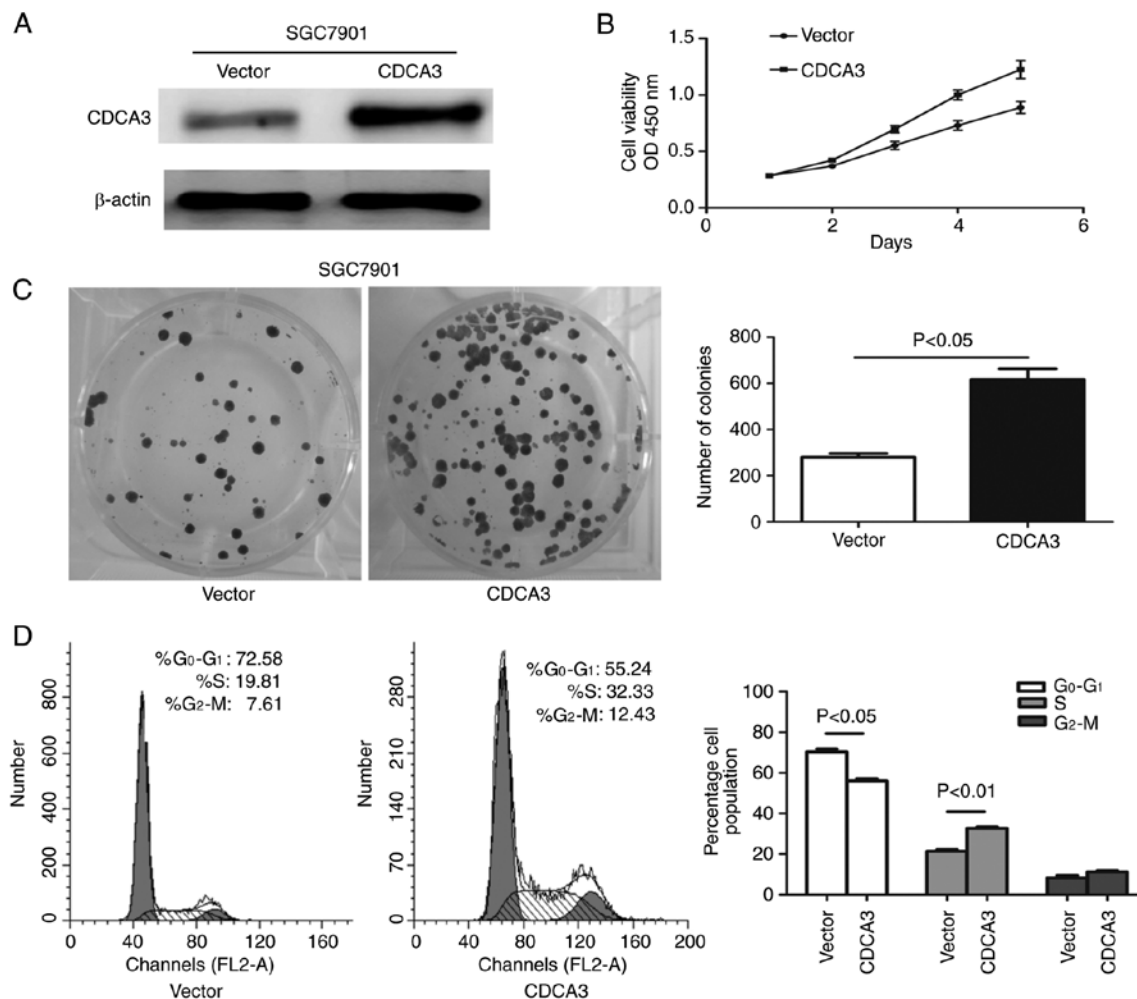 A
SGC7901
Vector CDCA3
CDCA3
β-actin
B
Vector
CDCA3
Cell viability
OD 450 nm
1.5
1.0
0.5
0.0
0 2 4 6
Days
C
SGC7901
Vector CDCA3
Number of colonies
800
600
400
200
0
P<0.05
Vector CDCA3
D
%G0-G1: 72.58
%S: 19.81
%G2-M: 7.61
Number
800
600
400
200
0
0 40 80 120 160
Channels (FL2-A)
Vector
%G0-G1: 55.24
%S: 32.33
%G2-M: 12.43
Number
280
210
140
70
0
0 40 80 120 160 200
Channels (FL2-A)
CDCA3
Percentage cell
population
100
80
60
40
20
0
G0-G1
S
G2-M
P<0.05
P<0.01
Vector CDCA3 Vector CDCA3 Vector CDCA3